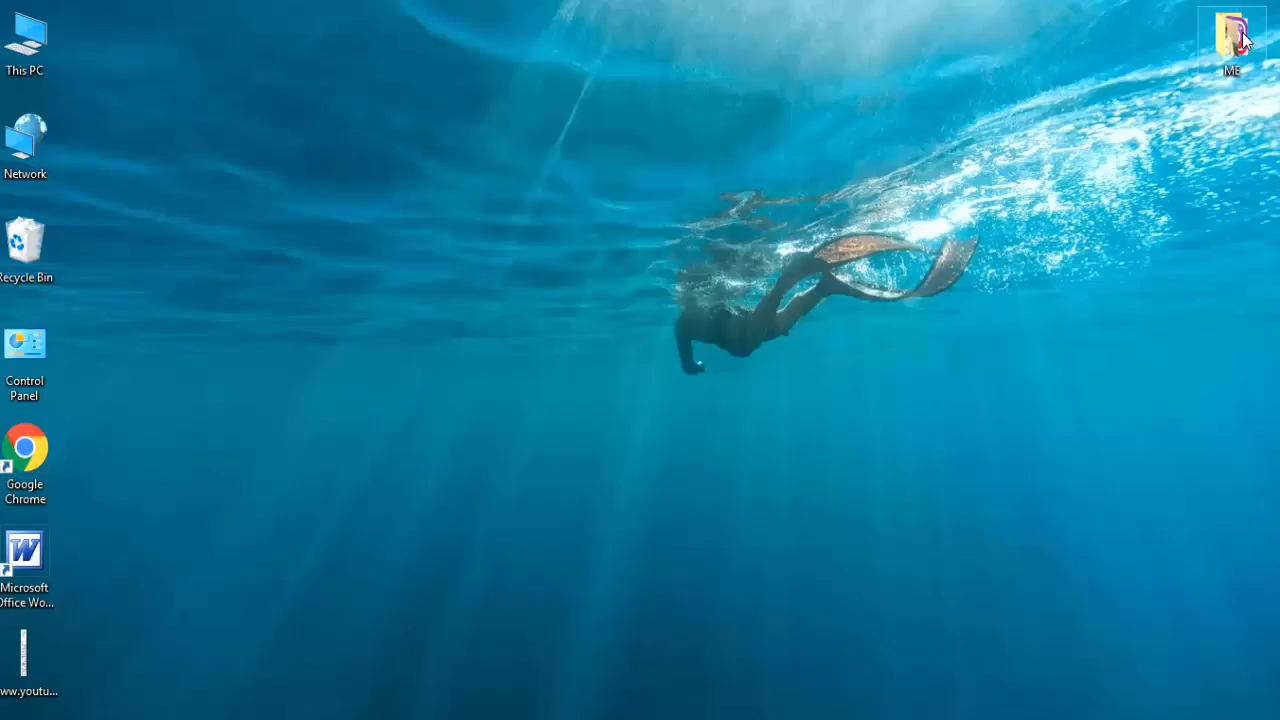 This PC
ME
Network
Recycle Bin
Control
Panel
Google
Chrome
Microsoft
Office Wo...
ww.youtu...